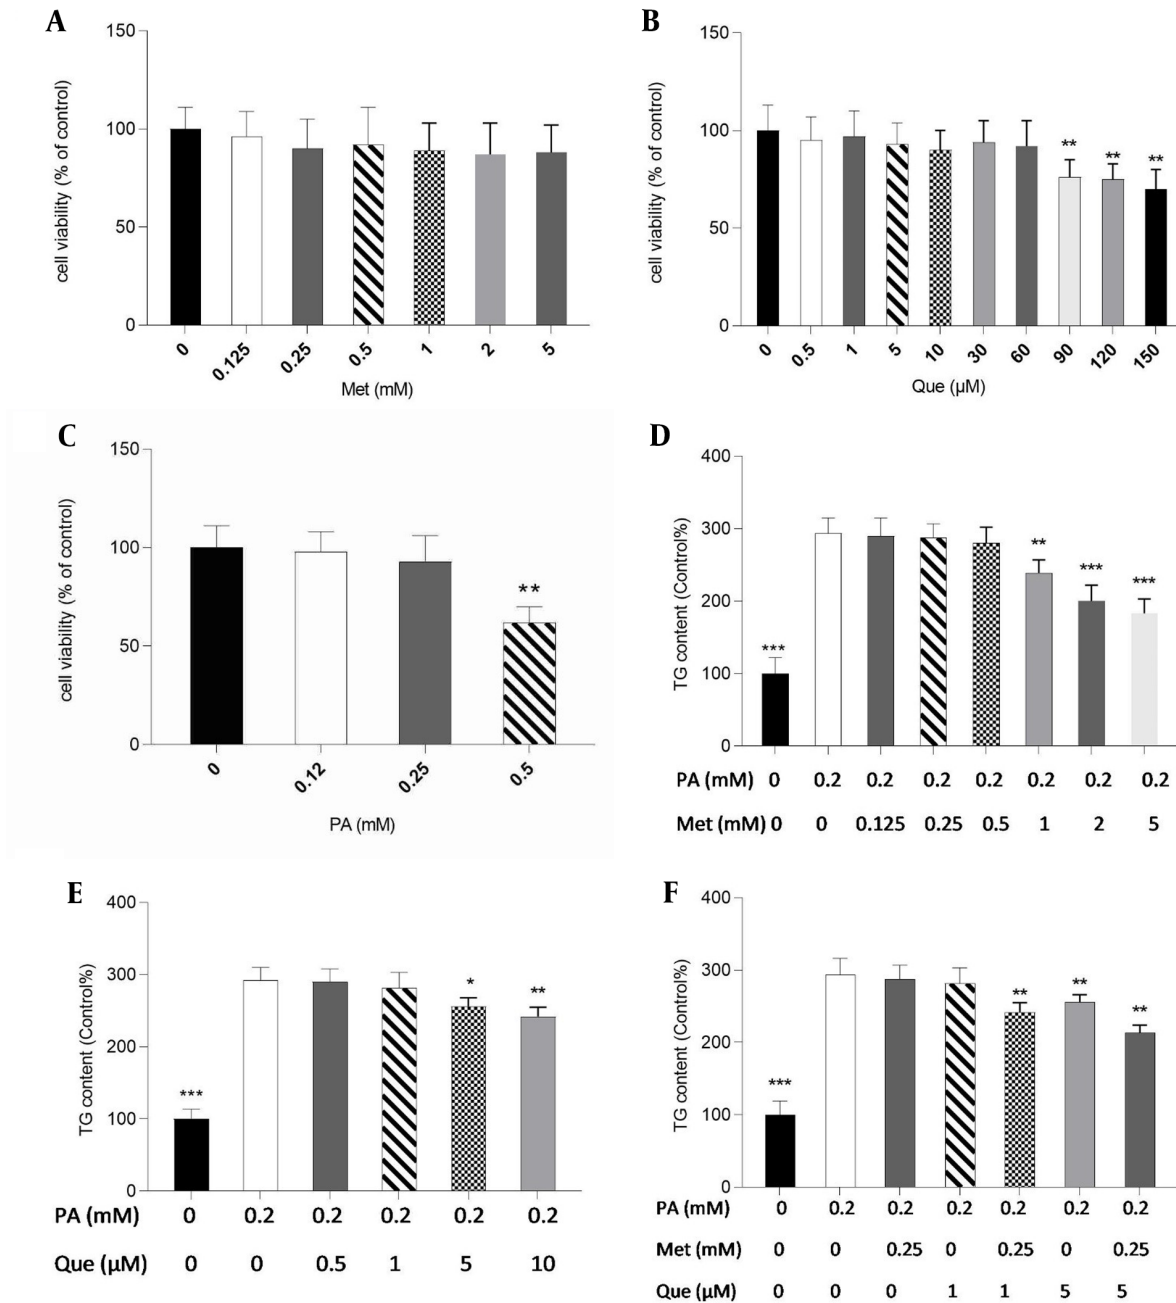 A
150
100
50
0
cell viability (% of control)
0 0.125 0.25 0.5 1 2 5
Met (mM)
B
150
100
50
0
cell viability (% of control)
0 0.5 1 5 10 30 60 90 120 150
** ** **
Que (µM)
C
150
100
50
0
cell viability (% of control)
**
0 0.12 0.25 0.5
PA (mM)
D
400
300
200
100
0
TG content (Control%)
*** ** *** ***
PA (mM) 0 0.2 0.2 0.2 0.2 0.2 0.2 0.2
Met (mM) 0 0 0.125 0.25 0.5 1 2 5
E
400
300
200
100
0
TG content (Control%)
*** * **
PA (mM) 0 0.2 0.2 0.2 0.2 0.2
Que (µM) 0 0 0.5 1 5 10
F
400
300
200
100
0
TG content (Control%)
*** ** ** **
PA (mM) 0 0.2 0.2 0.2 0.2 0.2 0.2
Met (mM) 0 0 0.25 0 0.25 0 0.25
Que (µM) 0 0 0 1 1 5 5